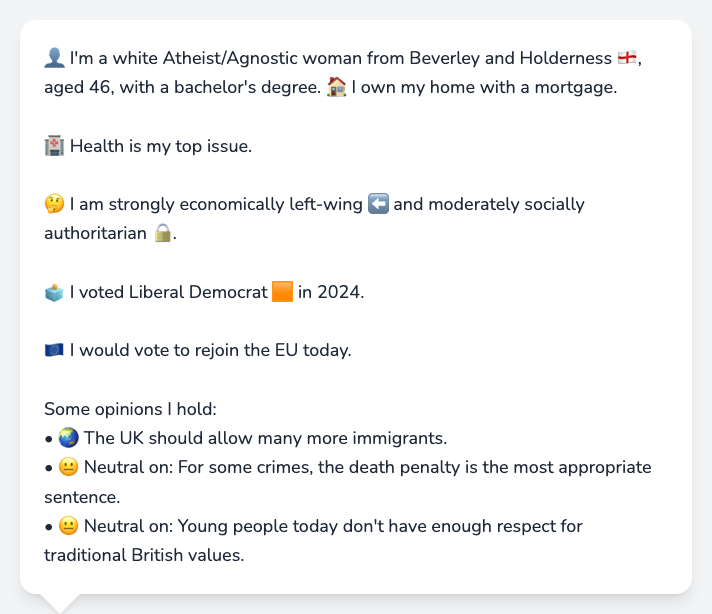 👤 I'm a white Atheist/Agnostic woman from Beverley and Holderness 🏴󠁧󠁢󠁥󠁮󠁧󠁿,
aged 46, with a bachelor's degree. 🏠 I own my home with a mortgage.
🏥 Health is my top issue.
🤔 I am strongly economically left-wing ⬅️ and moderately socially
authoritarian 🔒.
🗳️ I voted Liberal Democrat 🟧 in 2024.
🇪🇺 I would vote to rejoin the EU today.
Some opinions I hold:
• 🌏 The UK should allow many more immigrants.
• 😐 Neutral on: For some crimes, the death penalty is the most appropriate
sentence.
• 😐 Neutral on: Young people today don't have enough respect for
traditional British values.